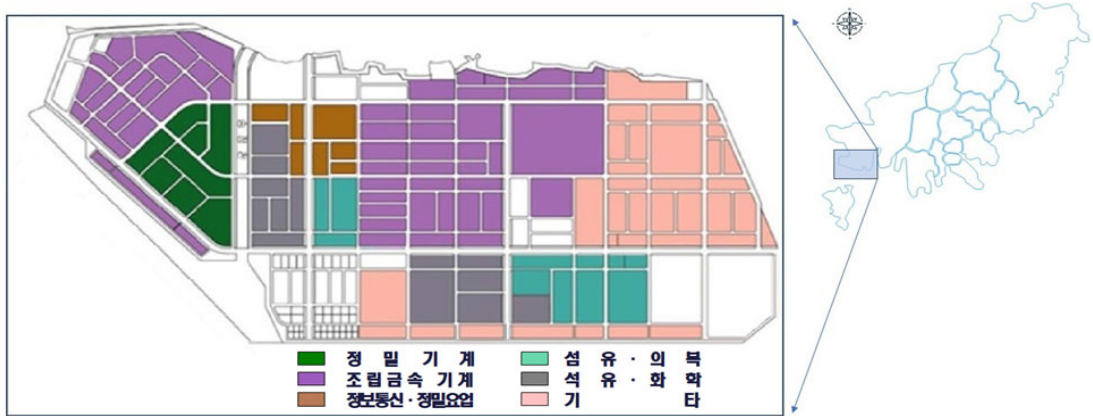 정 밀 기 계
섬 유 · 의 복
조립금속 기계
석 유 · 화 학
정보통신 · 정밀요업
기 타